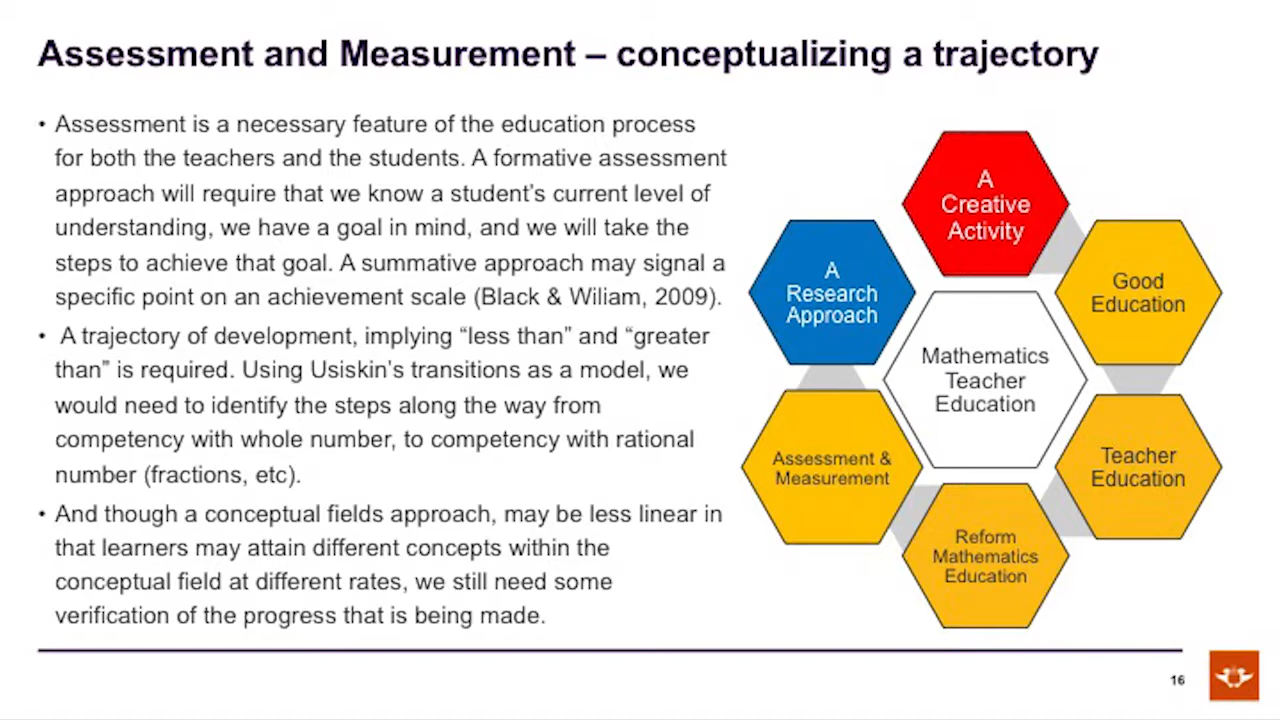 Assessment and Measurement – conceptualizing a trajectory
• Assessment is a necessary feature of the education process
for both the teachers and the students. A formative assessment
approach will require that we know a student’s current level of
understanding, we have a goal in mind, and we will take the
steps to achieve that goal. A summative approach may signal a
specific point on an achievement scale (Black & Wiliam, 2009).
• A trajectory of development, implying “less than” and “greater
than” is required. Using Usiskin’s transitions as a model, we
would need to identify the steps along the way from
competency with whole number, to competency with rational
number (fractions, etc).
• And though a conceptual fields approach, may be less linear in
that learners may attain different concepts within the
conceptual field at different rates, we still need some
verification of the progress that is being made.
A
Creative
Activity
Good
Education
Teacher
Education
Reform
Mathematics
Education
Assessment &
Measurement
A
Research
Approach
Mathematics
Teacher
Education
16